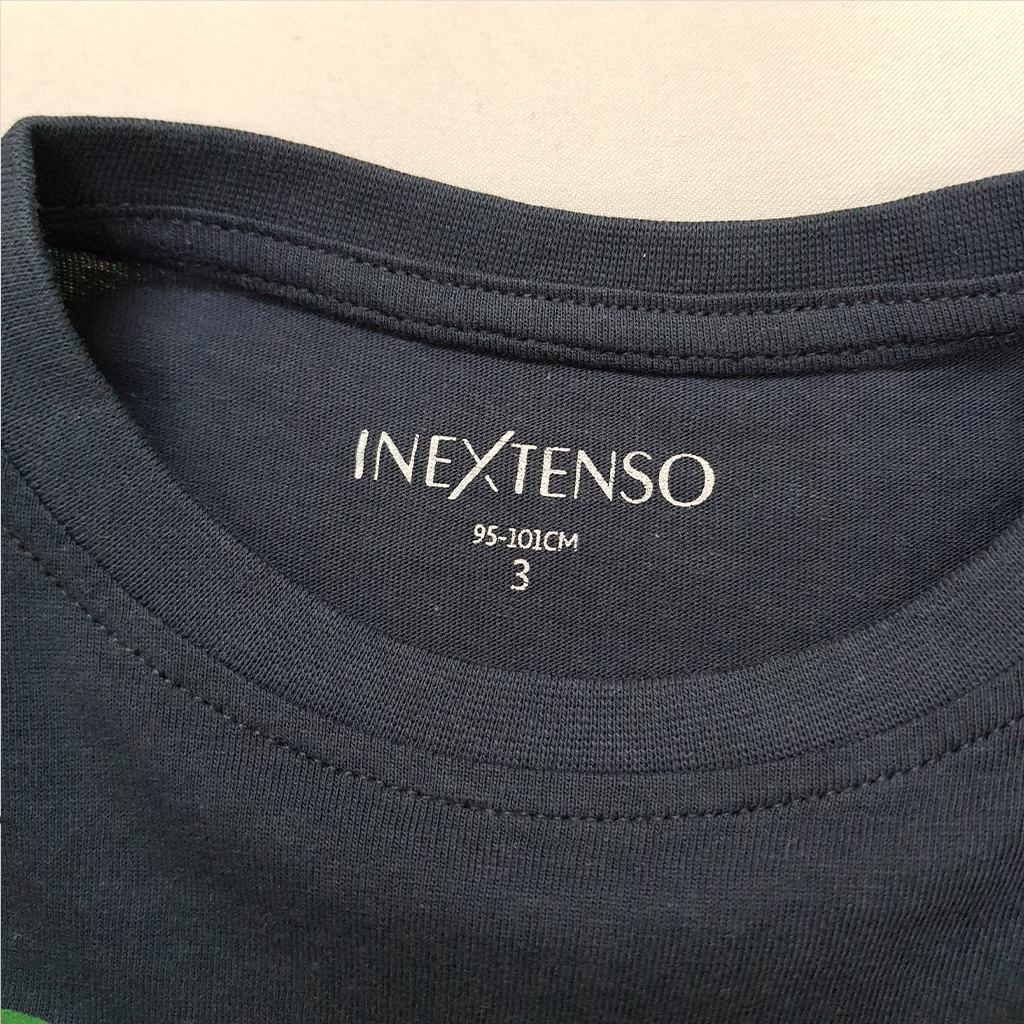 INEXTENSO
95-101CM
3